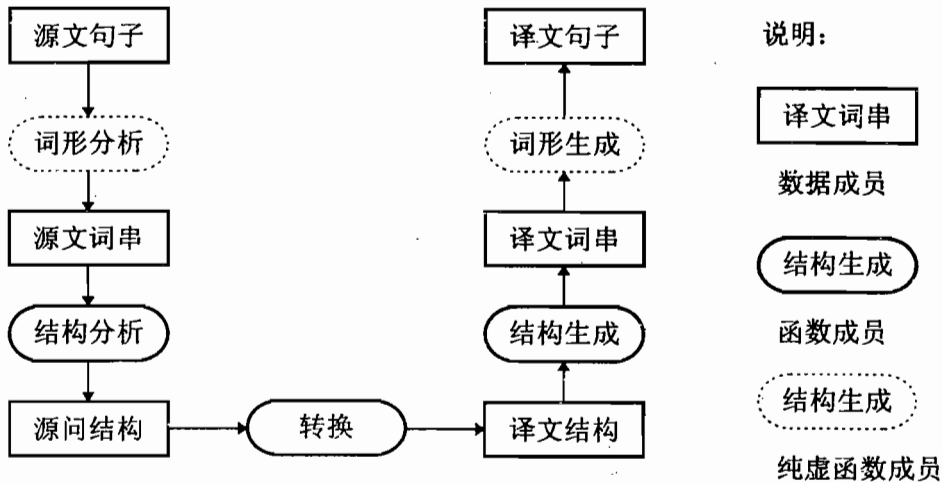 源文句子
词形分析
源文词串
结构分析
源问结构
转换
译文结构
结构生成
译文词串
词形生成
译文句子
说明：
译文词串
数据成员
结构生成
函数成员
结构生成
纯虚函数成员